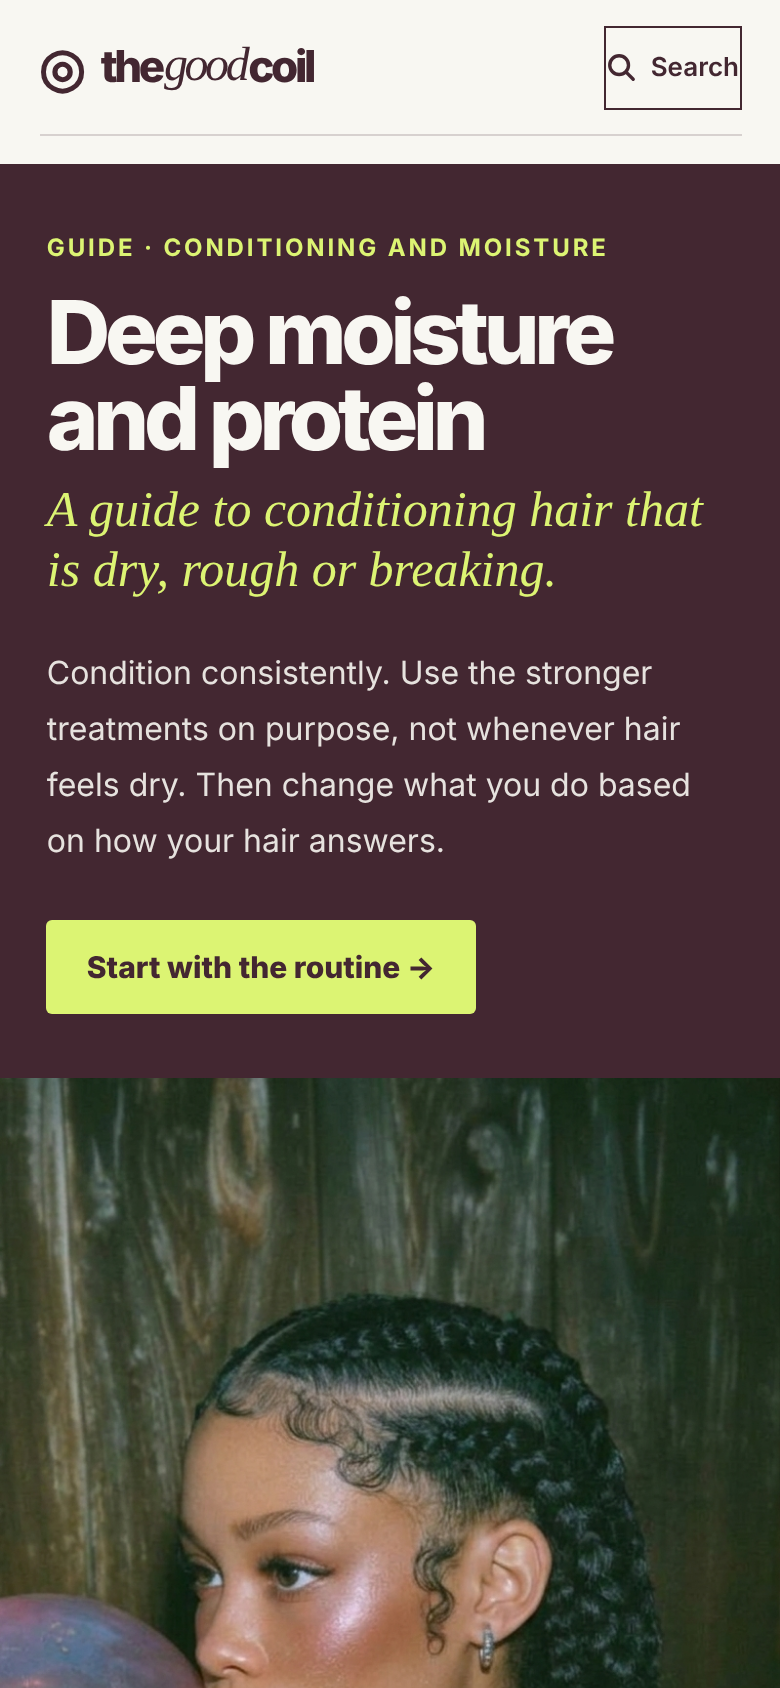 thegoodcoil
Search
GUIDE · CONDITIONING AND MOISTURE
Deep moisture
and protein
A guide to conditioning hair that
is dry, rough or breaking.
Condition consistently. Use the stronger
treatments on purpose, not whenever hair
feels dry. Then change what you do based
on how your hair answers.
Start with the routine →